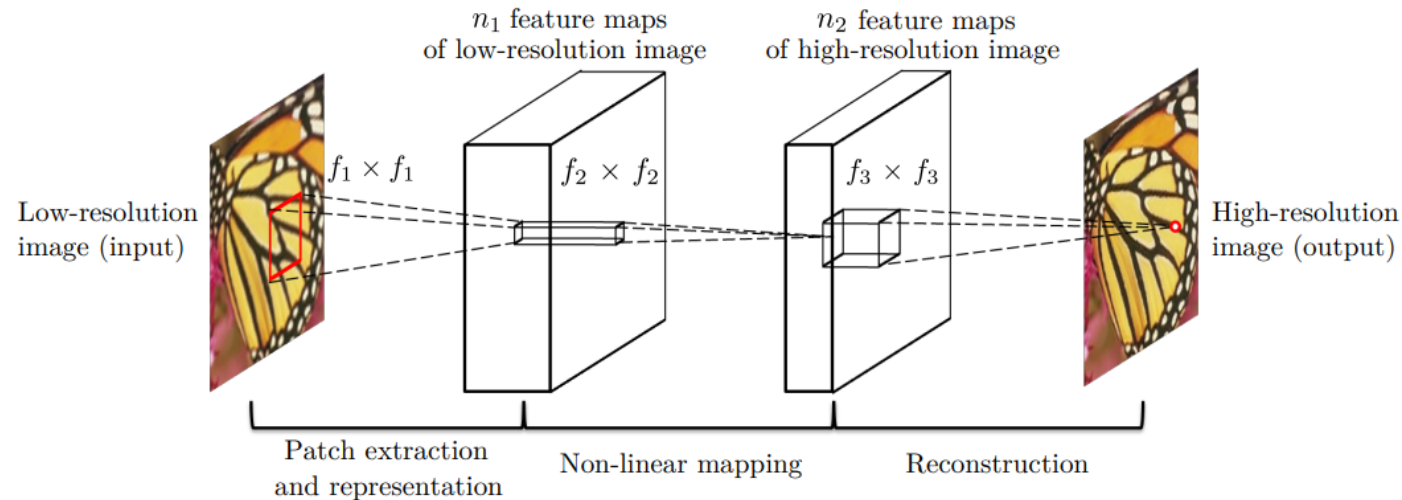 n₁ feature maps
of low-resolution image
n₂ feature maps
of high-resolution image
f₁ × f₁
f₂ × f₂
f₃ × f₃
Low-resolution
image (input)
High-resolution
image (output)
Patch extraction
and representation
Non-linear mapping
Reconstruction